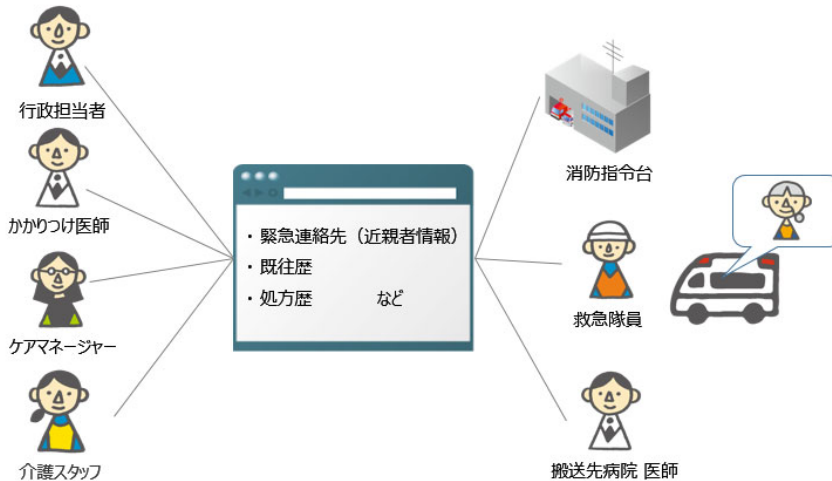 行政担当者
かかりつけ医師
ケアマネージャー
介護スタッフ
・緊急連絡先（近親者情報）
・既往歴
・処方歴 など
消防指令台
救急隊員
搬送先病院 医師